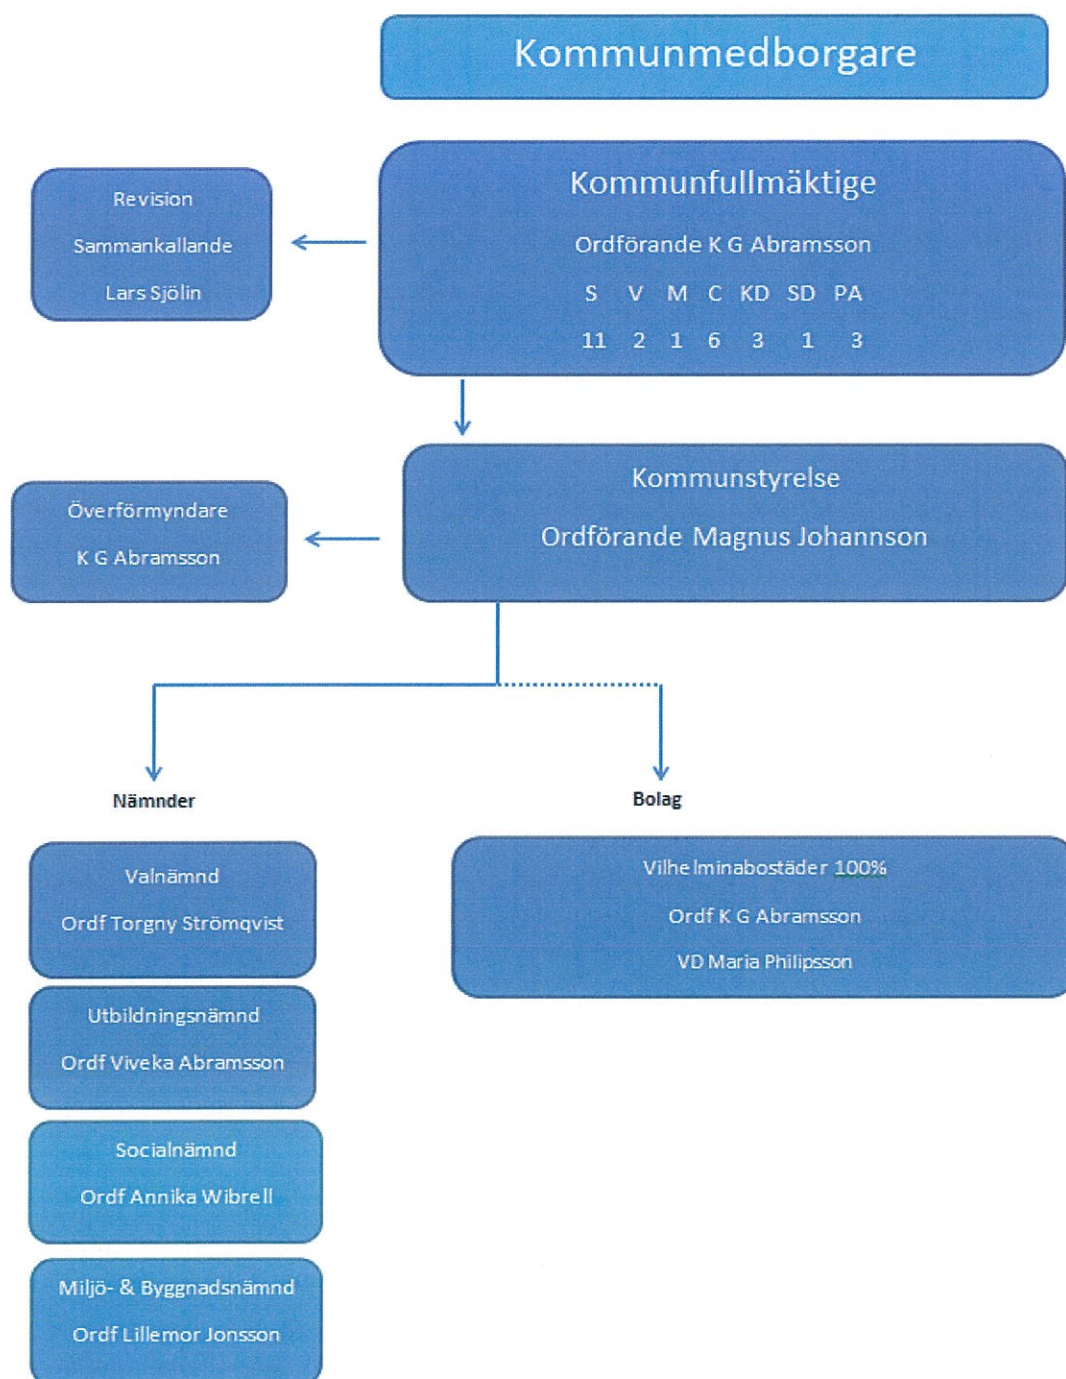 Kommunmedborgare
Revision
Sammankallande
Lars Sjölin
Kommunfullmäktige
Ordförande K G Abramsson
S V M C KD SD PA
11 2 1 6 3 1 3
Överförmyndare
K G Abramsson
Kommunstyrelse
Ordförande Magnus Johannson
Nämnder
Valnämnd
Ordf Torgny Strömqvist
Utbildningsnämnd
Ordf Viveka Abramsson
Socialnämnd
Ordf Annika Wibrell
Miljö- & Byggnadsnämnd
Ordf Lillemor Jonsson
Bolag
Vilhelminabostäder 100%
Ordf K G Abramsson
VD Maria Philipsson